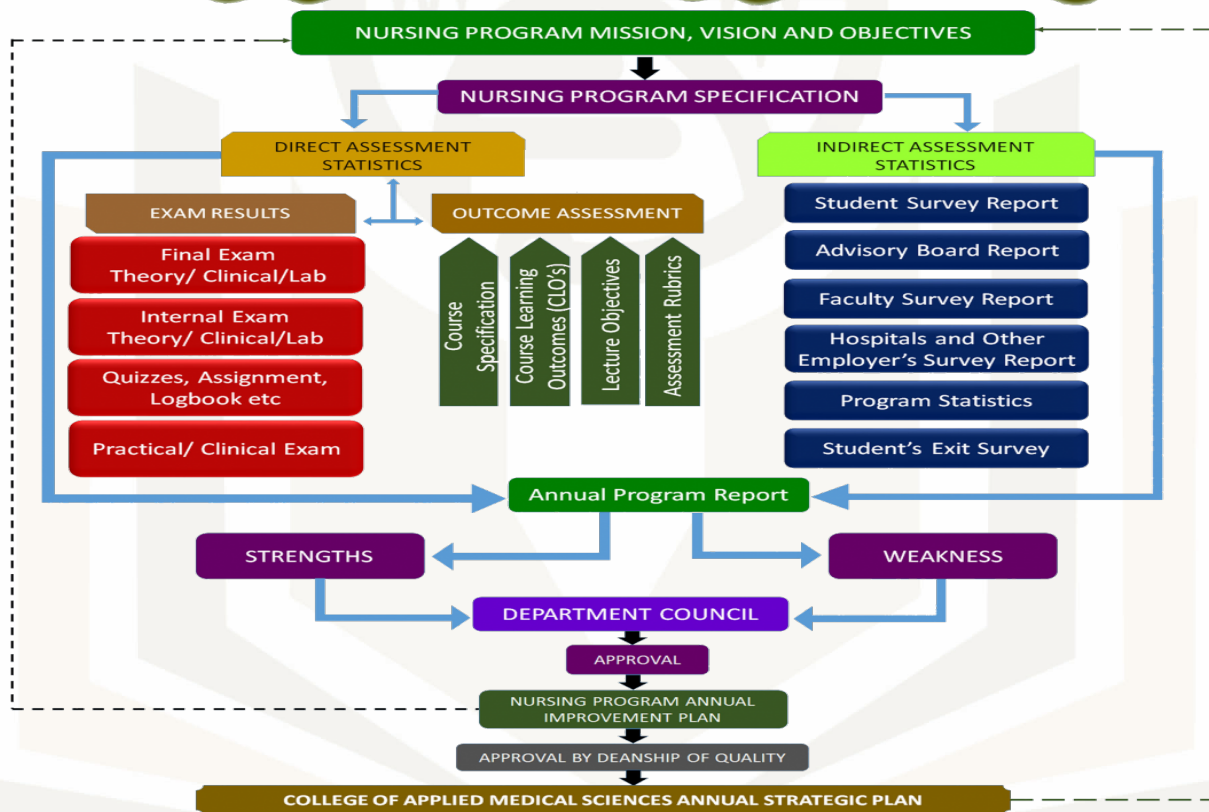 NURSING PROGRAM MISSION, VISION AND OBJECTIVES
NURSING PROGRAM SPECIFICATION
DIRECT ASSESSMENT
STATISTICS
INDIRECT ASSESSMENT
STATISTICS
EXAM RESULTS
OUTCOME ASSESSMENT
Final Exam
Theory/ Clinical/Lab
Internal Exam
Theory/ Clinical/Lab
Quizzes, Assignment,
Logbook etc
Practical/ Clinical Exam
Course
Specification
Course Learning
Outcomes (CLO's)
Lecture Objectives
Assessment Rubrics
Student Survey Report
Advisory Board Report
Faculty Survey Report
Hospitals and Other
Employer's Survey Report
Program Statistics
Student's Exit Survey
Annual Program Report
STRENGTHS
WEAKNESS
DEPARTMENT COUNCIL
APPROVAL
NURSING PROGRAM ANNUAL
IMPROVEMENT PLAN
APPROVAL BY DEANSHIP OF QUALITY
COLLEGE OF APPLIED MEDICAL SCIENCES ANNUAL STRATEGIC PLAN